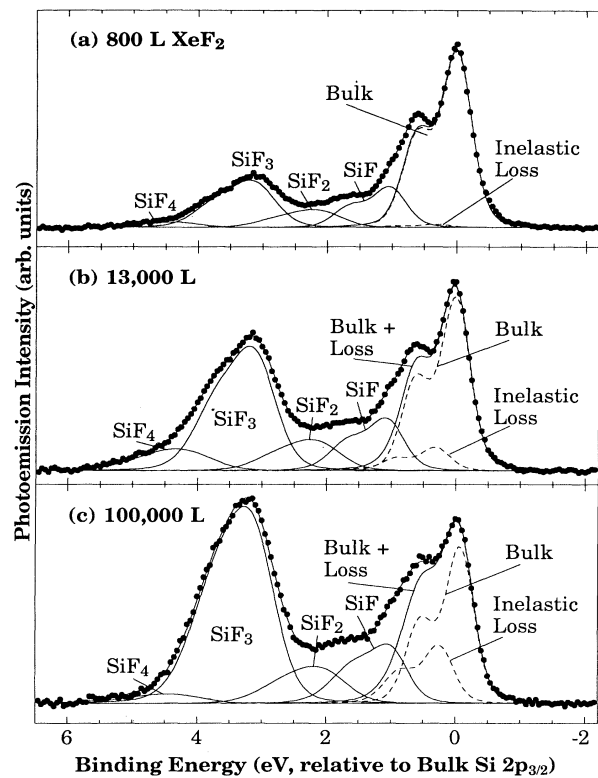 (a) 800 L XeF₂
Bulk
SiF₃
SiF₂
SiF
SiF₄
Inelastic
Loss
(b) 13,000 L
Bulk +
Loss
Bulk
SiF
SiF₂
SiF₃
SiF₄
Inelastic
Loss
(c) 100,000 L
Bulk +
Loss
Bulk
SiF
SiF₂
SiF₃
SiF₄
Inelastic
Loss
6 4 2 0 -2
Binding Energy (eV, relative to Bulk Si 2p₃/₂)
Photoemission Intensity (arb. units)